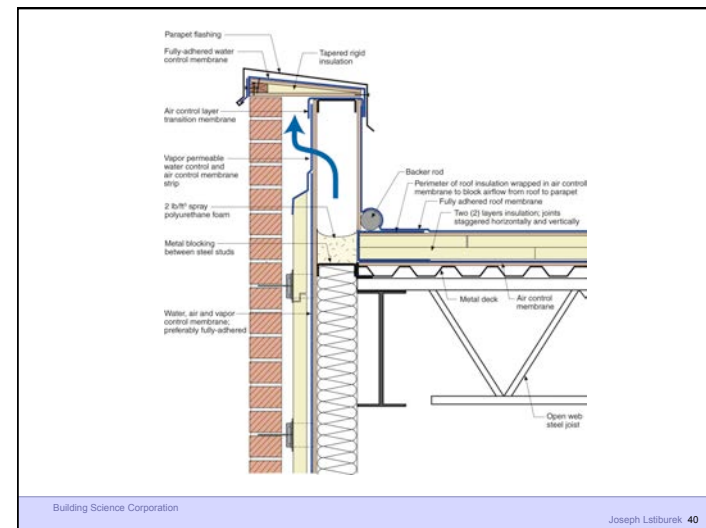 Parapet flashing
Fully-adhered water
control membrane
Tapered rigid
insulation
Air control layer
transition membrane
Vapor permeable
water control and
air control membrane
strip
Backer rod
Perimeter of roof insulation wrapped in air control
membrane to block airflow from roof to parapet
Fully adhered roof membrane
Two (2) layers insulation; joints
staggered horizontally and vertically
2 lb/ft³ spray
polyurethane foam
Metal blocking
between steel studs
Metal deck
Air control
membrane
Water, air and vapor
control membrane;
preferably fully-adhered
Open web
steel joist
Building Science Corporation
Joseph Lstiburek 40